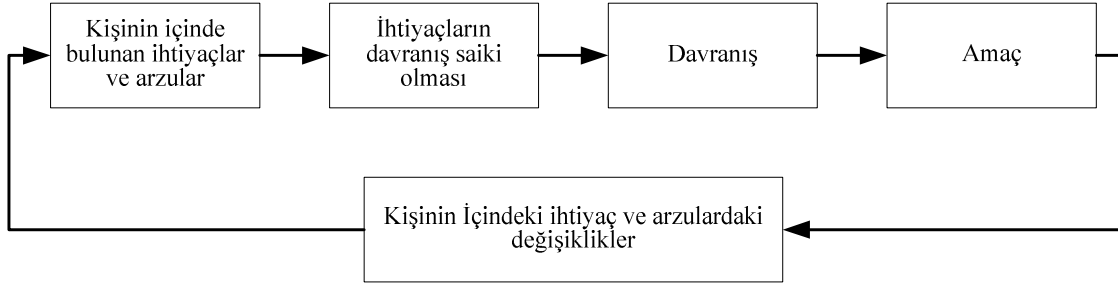 Kişinin içinde
bulunan ihtiyaçlar
ve arzular
İhtiyaçların
davranış saiki
olması
Davranış
Amaç
Kişinin İçindeki ihtiyaç ve arzulardaki
değişiklikler